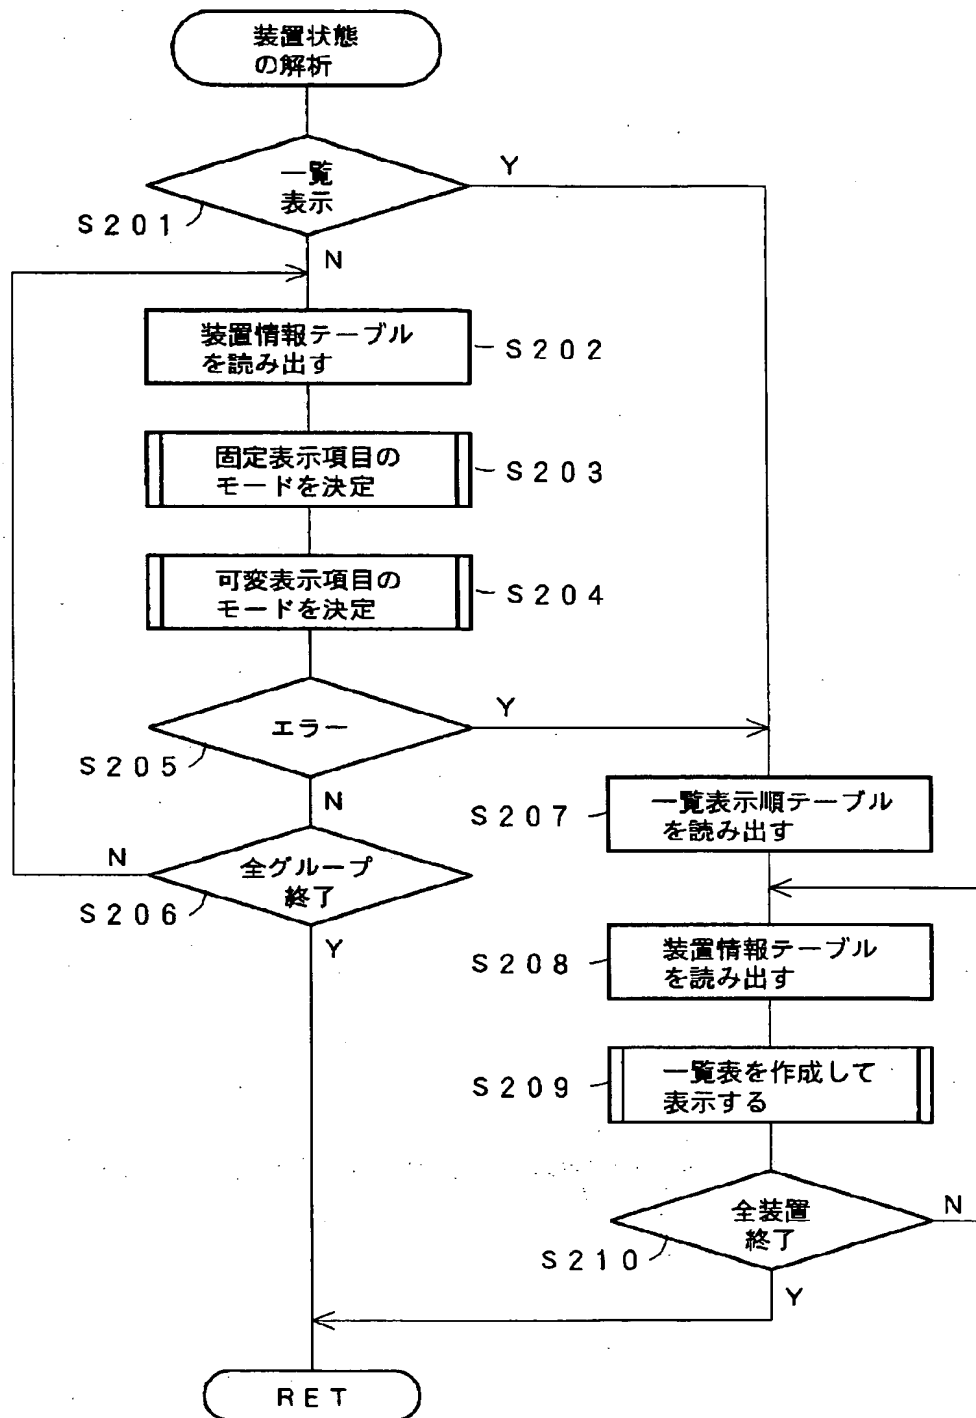 装置状態
の解析
一覧
表示
Y
S201
N
装置情報テーブル
を読み出す
S202
固定表示項目の
モードを決定
S203
可変表示項目の
モードを決定
S204
エラー
Y
S205
N
全グループ
終了
N
S206
Y
一覧表示順テーブル
を読み出す
S207
装置情報テーブル
を読み出す
S208
一覧表を作成して
表示する
S209
全装置
終了
N
S210
Y
RET